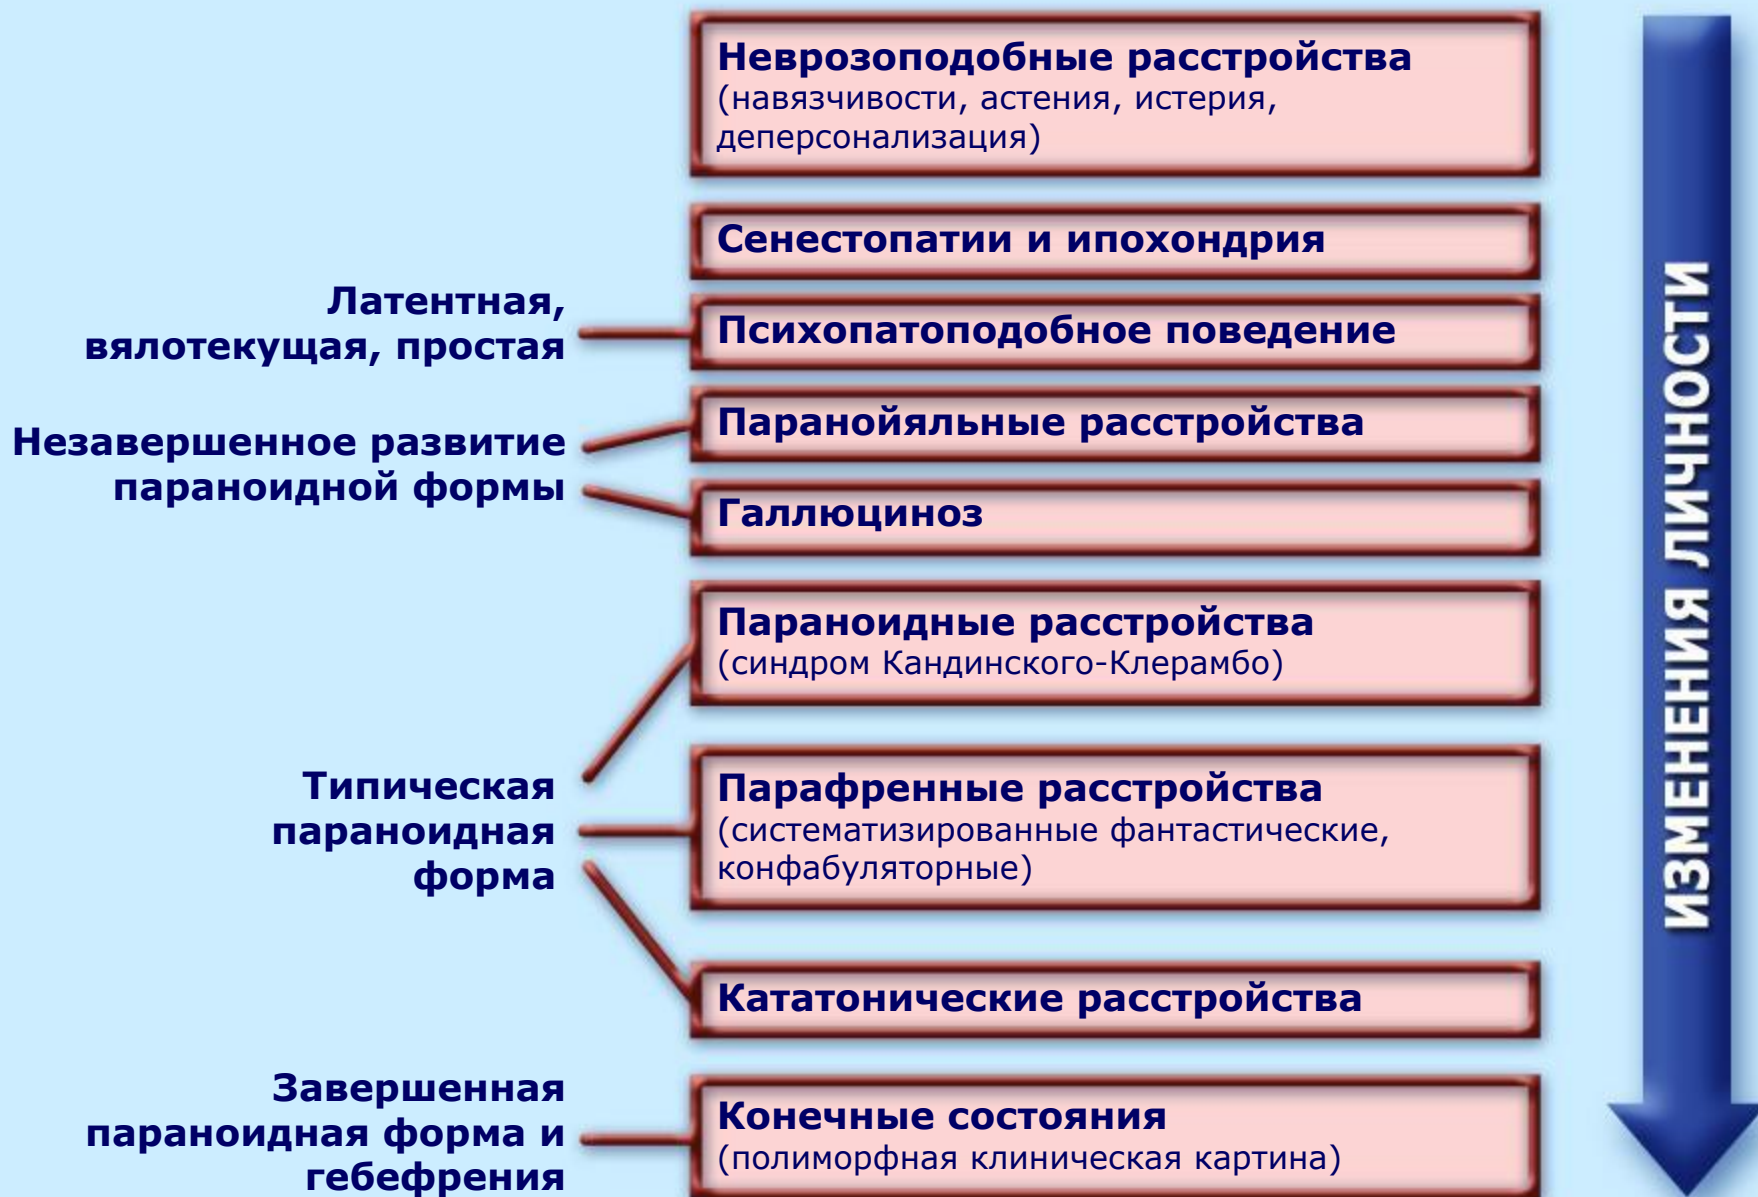 Неврозоподобные расстройства
(навязчивости, астения, истерия,
деперсонализация)
Сенестопатии и ипохондрия
Латентная,
вялотекущая, простая
Психопатоподобное поведение
Незавершенное развитие
параноидной формы
Паранойяльные расстройства
Галлюциноз
Типическая
параноидная
форма
Параноидные расстройства
(синдром Кандинского-Клерамбо)
Парафренные расстройства
(систематизированные фантастические,
конфабуляторные)
Кататонические расстройства
Завершенная
параноидная форма и
гебефрения
Конечные состояния
(полиморфная клиническая картина)
ИЗМЕНЕНИЯ ЛИЧНОСТИ